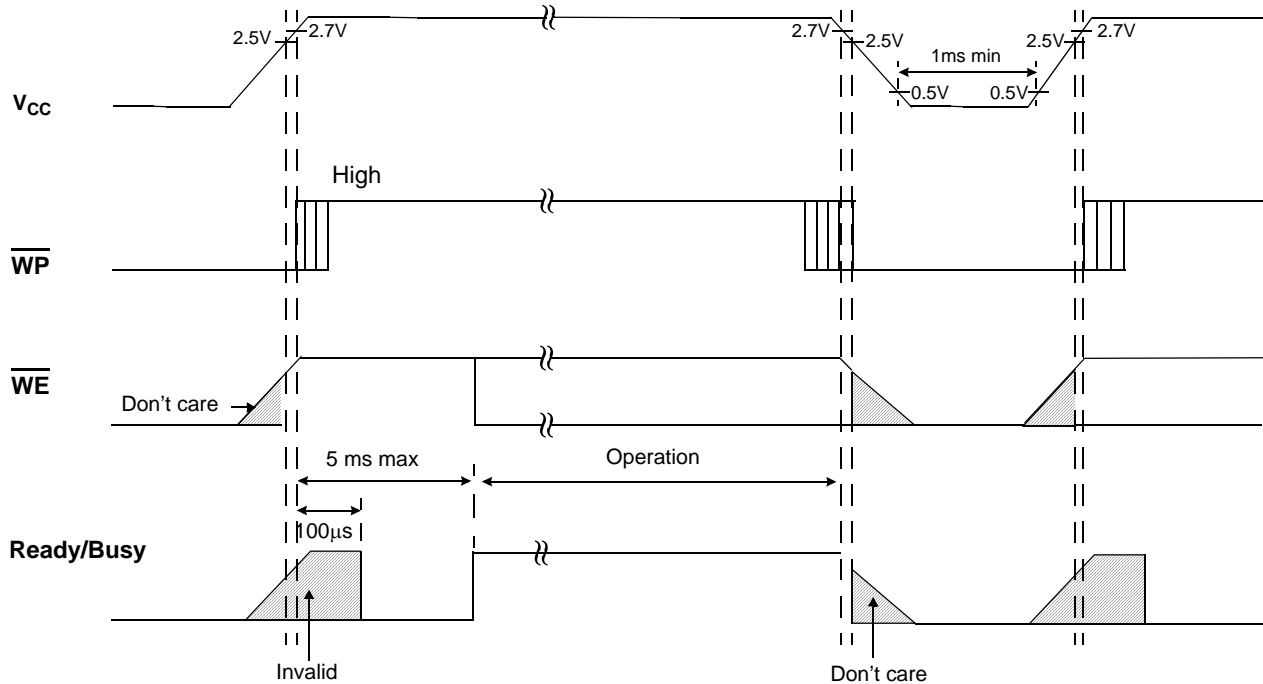 2.5V
2.7V
2.7V
2.5V
2.5V
2.7V
1ms min
0.5V
0.5V
VCC
High
WP
WE
Don't care
5 ms max
Operation
100μs
Ready/Busy
Invalid
Don't care